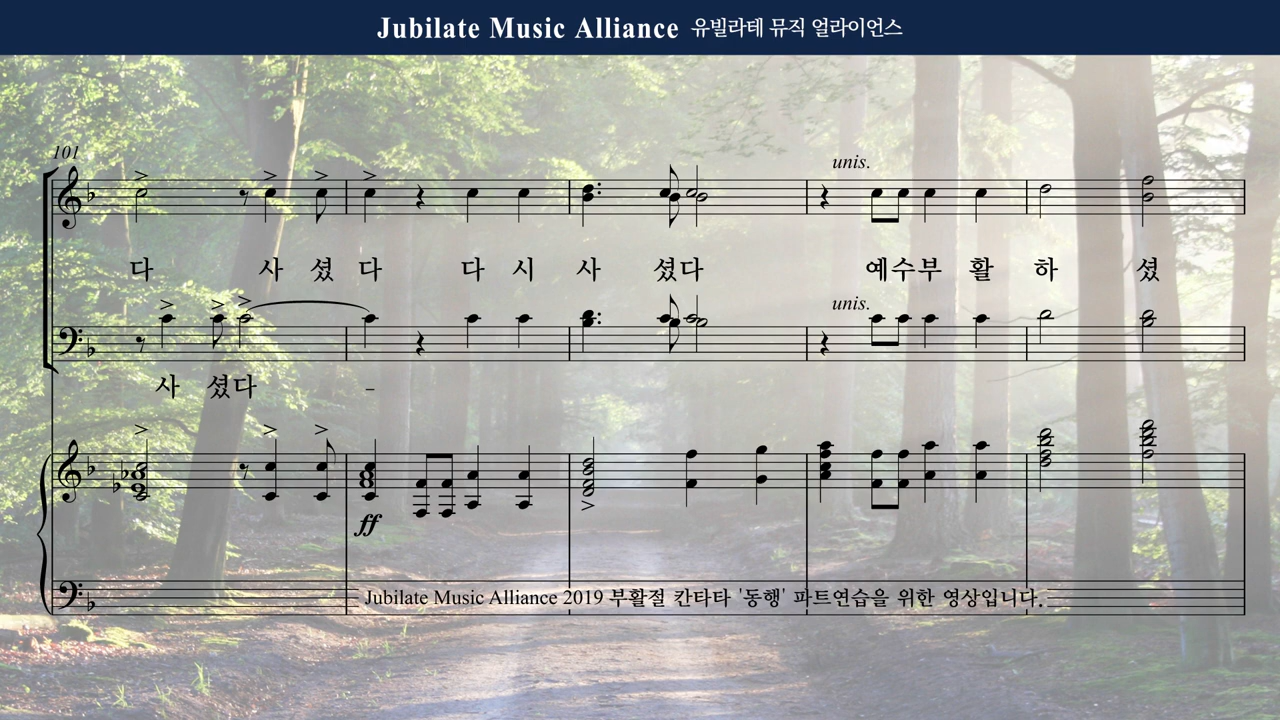 Jubilate Music Alliance 유빌라테 뮤직 얼라이언스
101
unis.
다 사 셨 다 다 시 사 셨다 예수부 활 하 셨
unis.
사 셨다 -
ff
Jubilate Music Alliance 2019 부활절 칸타타 '동행' 파트연습을 위한 영상입니다.